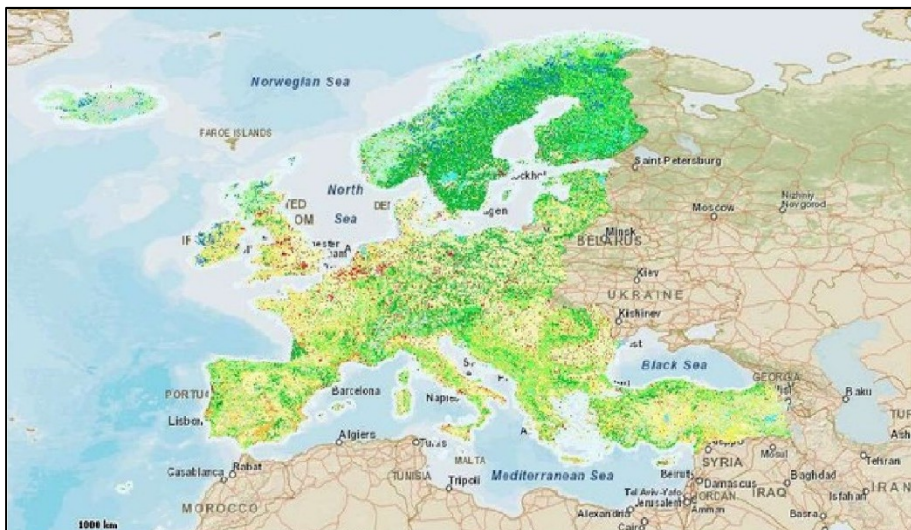 Norwegian Sea
FAROE ISLANDS
Saint Petersburg
North
Sea
Nizhniy
Novgorod
Moscow
Minsk
BELARUS
Kiev
UKRAINE
Kishinev
Black Sea
GEORGIA
Baku
PORTU
Barcelona
Lisbon
Naples
Algiers
Tunis
MALTA
Mediterranean Sea
Casablanca
Rabat
TUNISIA
Tripoli
MOROCCO
SYRIA
Mosul
Tehran
Beirut
Damascus
Baghdad
IRAQ
IRAN
Isfahan
Tel Aviv-Yafo
Jerusalem
JORDAN
Amman
Alexandria
Cairo
Basra
1000 km